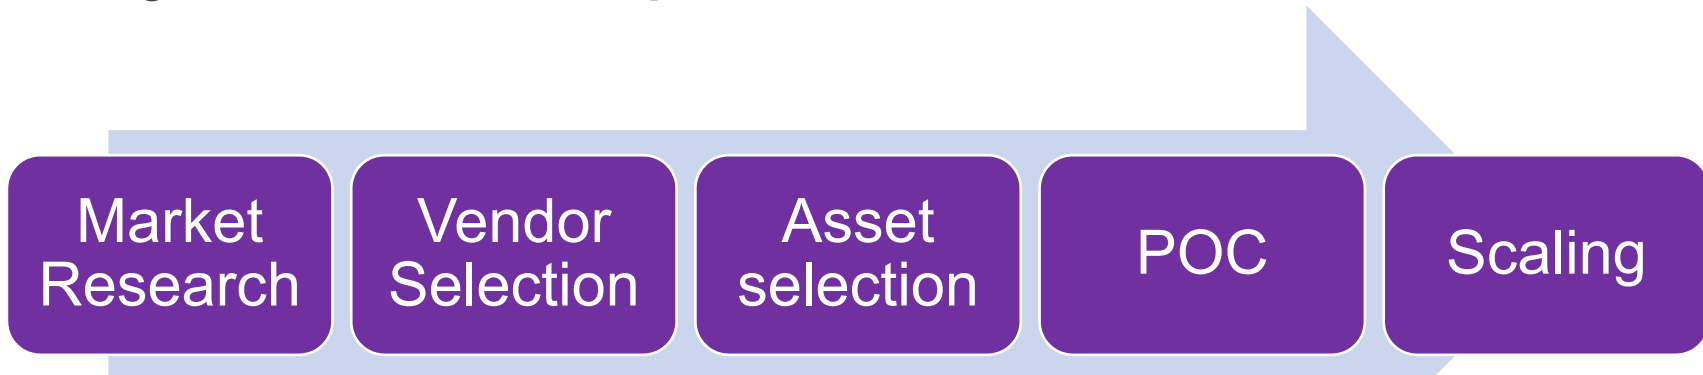 Market
Research
Vendor
Selection
Asset
selection
POC
Scaling